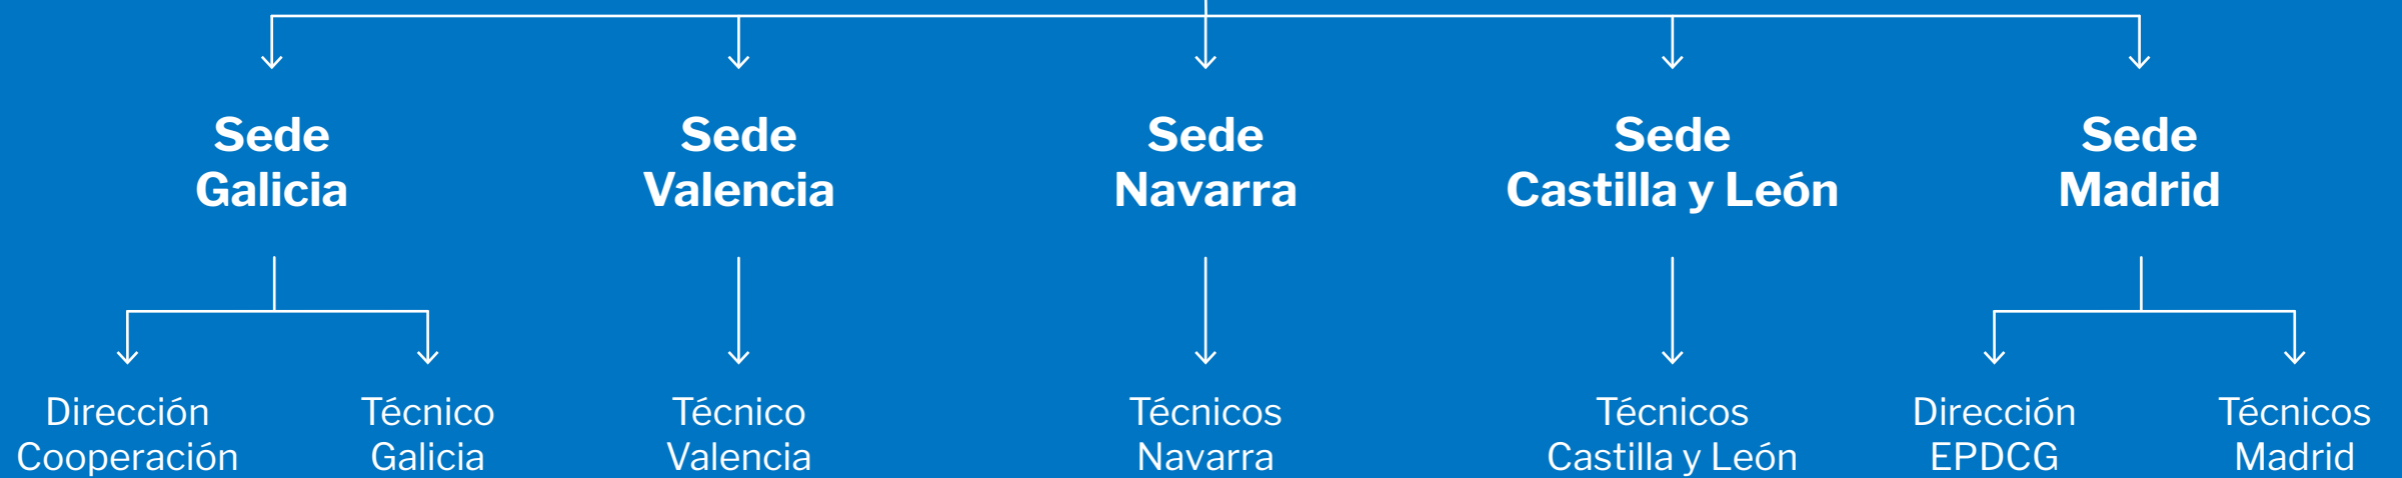 Sede
Galicia
Sede
Valencia
Sede
Navarra
Sede
Castilla y León
Sede
Madrid
Dirección
Cooperación
Técnico
Galicia
Técnico
Valencia
Técnicos
Navarra
Técnicos
Castilla y León
Dirección
EPDCG
Técnicos
Madrid